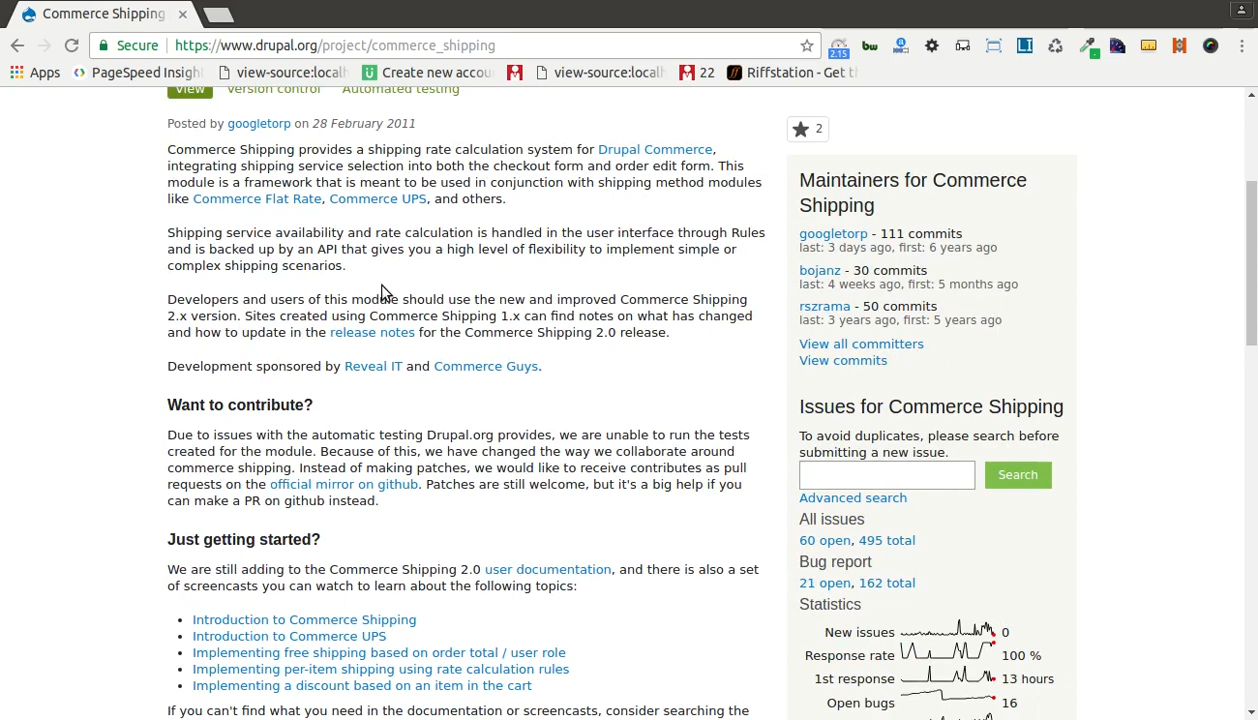 Commerce Shipping
Secure
https://www.drupal.org/project/commerce_shipping
2.15
bw
LI
Apps
PageSpeed Insigh
view-source:local
Create new accou
view-source:local
22
Riffstation - Get t
View
Version control
Automated testing
Posted by googletorp on 28 February 2011
Commerce Shipping provides a shipping rate calculation system for Drupal Commerce,
integrating shipping service selection into both the checkout form and order edit form. This
module is a framework that is meant to be used in conjunction with shipping method modules
like Commerce Flat Rate, Commerce UPS, and others.
Shipping service availability and rate calculation is handled in the user interface through Rules
and is backed up by an API that gives you a high level of flexibility to implement simple or
complex shipping scenarios.
Developers and users of this module should use the new and improved Commerce Shipping
2.x version. Sites created using Commerce Shipping 1.x can find notes on what has changed
and how to update in the release notes for the Commerce Shipping 2.0 release.
Development sponsored by Reveal IT and Commerce Guys.
Want to contribute?
Due to issues with the automatic testing Drupal.org provides, we are unable to run the tests
created for the module. Because of this, we have changed the way we collaborate around
commerce shipping. Instead of making patches, we would like to receive contributes as pull
requests on the official mirror on github. Patches are still welcome, but it's a big help if you
can make a PR on github instead.
Just getting started?
We are still adding to the Commerce Shipping 2.0 user documentation, and there is also a set
of screencasts you can watch to learn about the following topics:
• Introduction to Commerce Shipping
• Introduction to Commerce UPS
• Implementing free shipping based on order total / user role
• Implementing per-item shipping using rate calculation rules
• Implementing a discount based on an item in the cart
If you can't find what you need in the documentation or screencasts, consider searching the
2
Maintainers for Commerce
Shipping
googletorp - 111 commits
last: 3 days ago, first: 6 years ago
bojanz - 30 commits
last: 4 weeks ago, first: 5 months ago
rszrama - 50 commits
last: 3 years ago, first: 5 years ago
View all committers
View commits
Issues for Commerce Shipping
To avoid duplicates, please search before
submitting a new issue.
Search
Advanced search
All issues
60 open, 495 total
Bug report
21 open, 162 total
Statistics
New issues 0
Response rate 100 %
1st response 13 hours
Open bugs 16